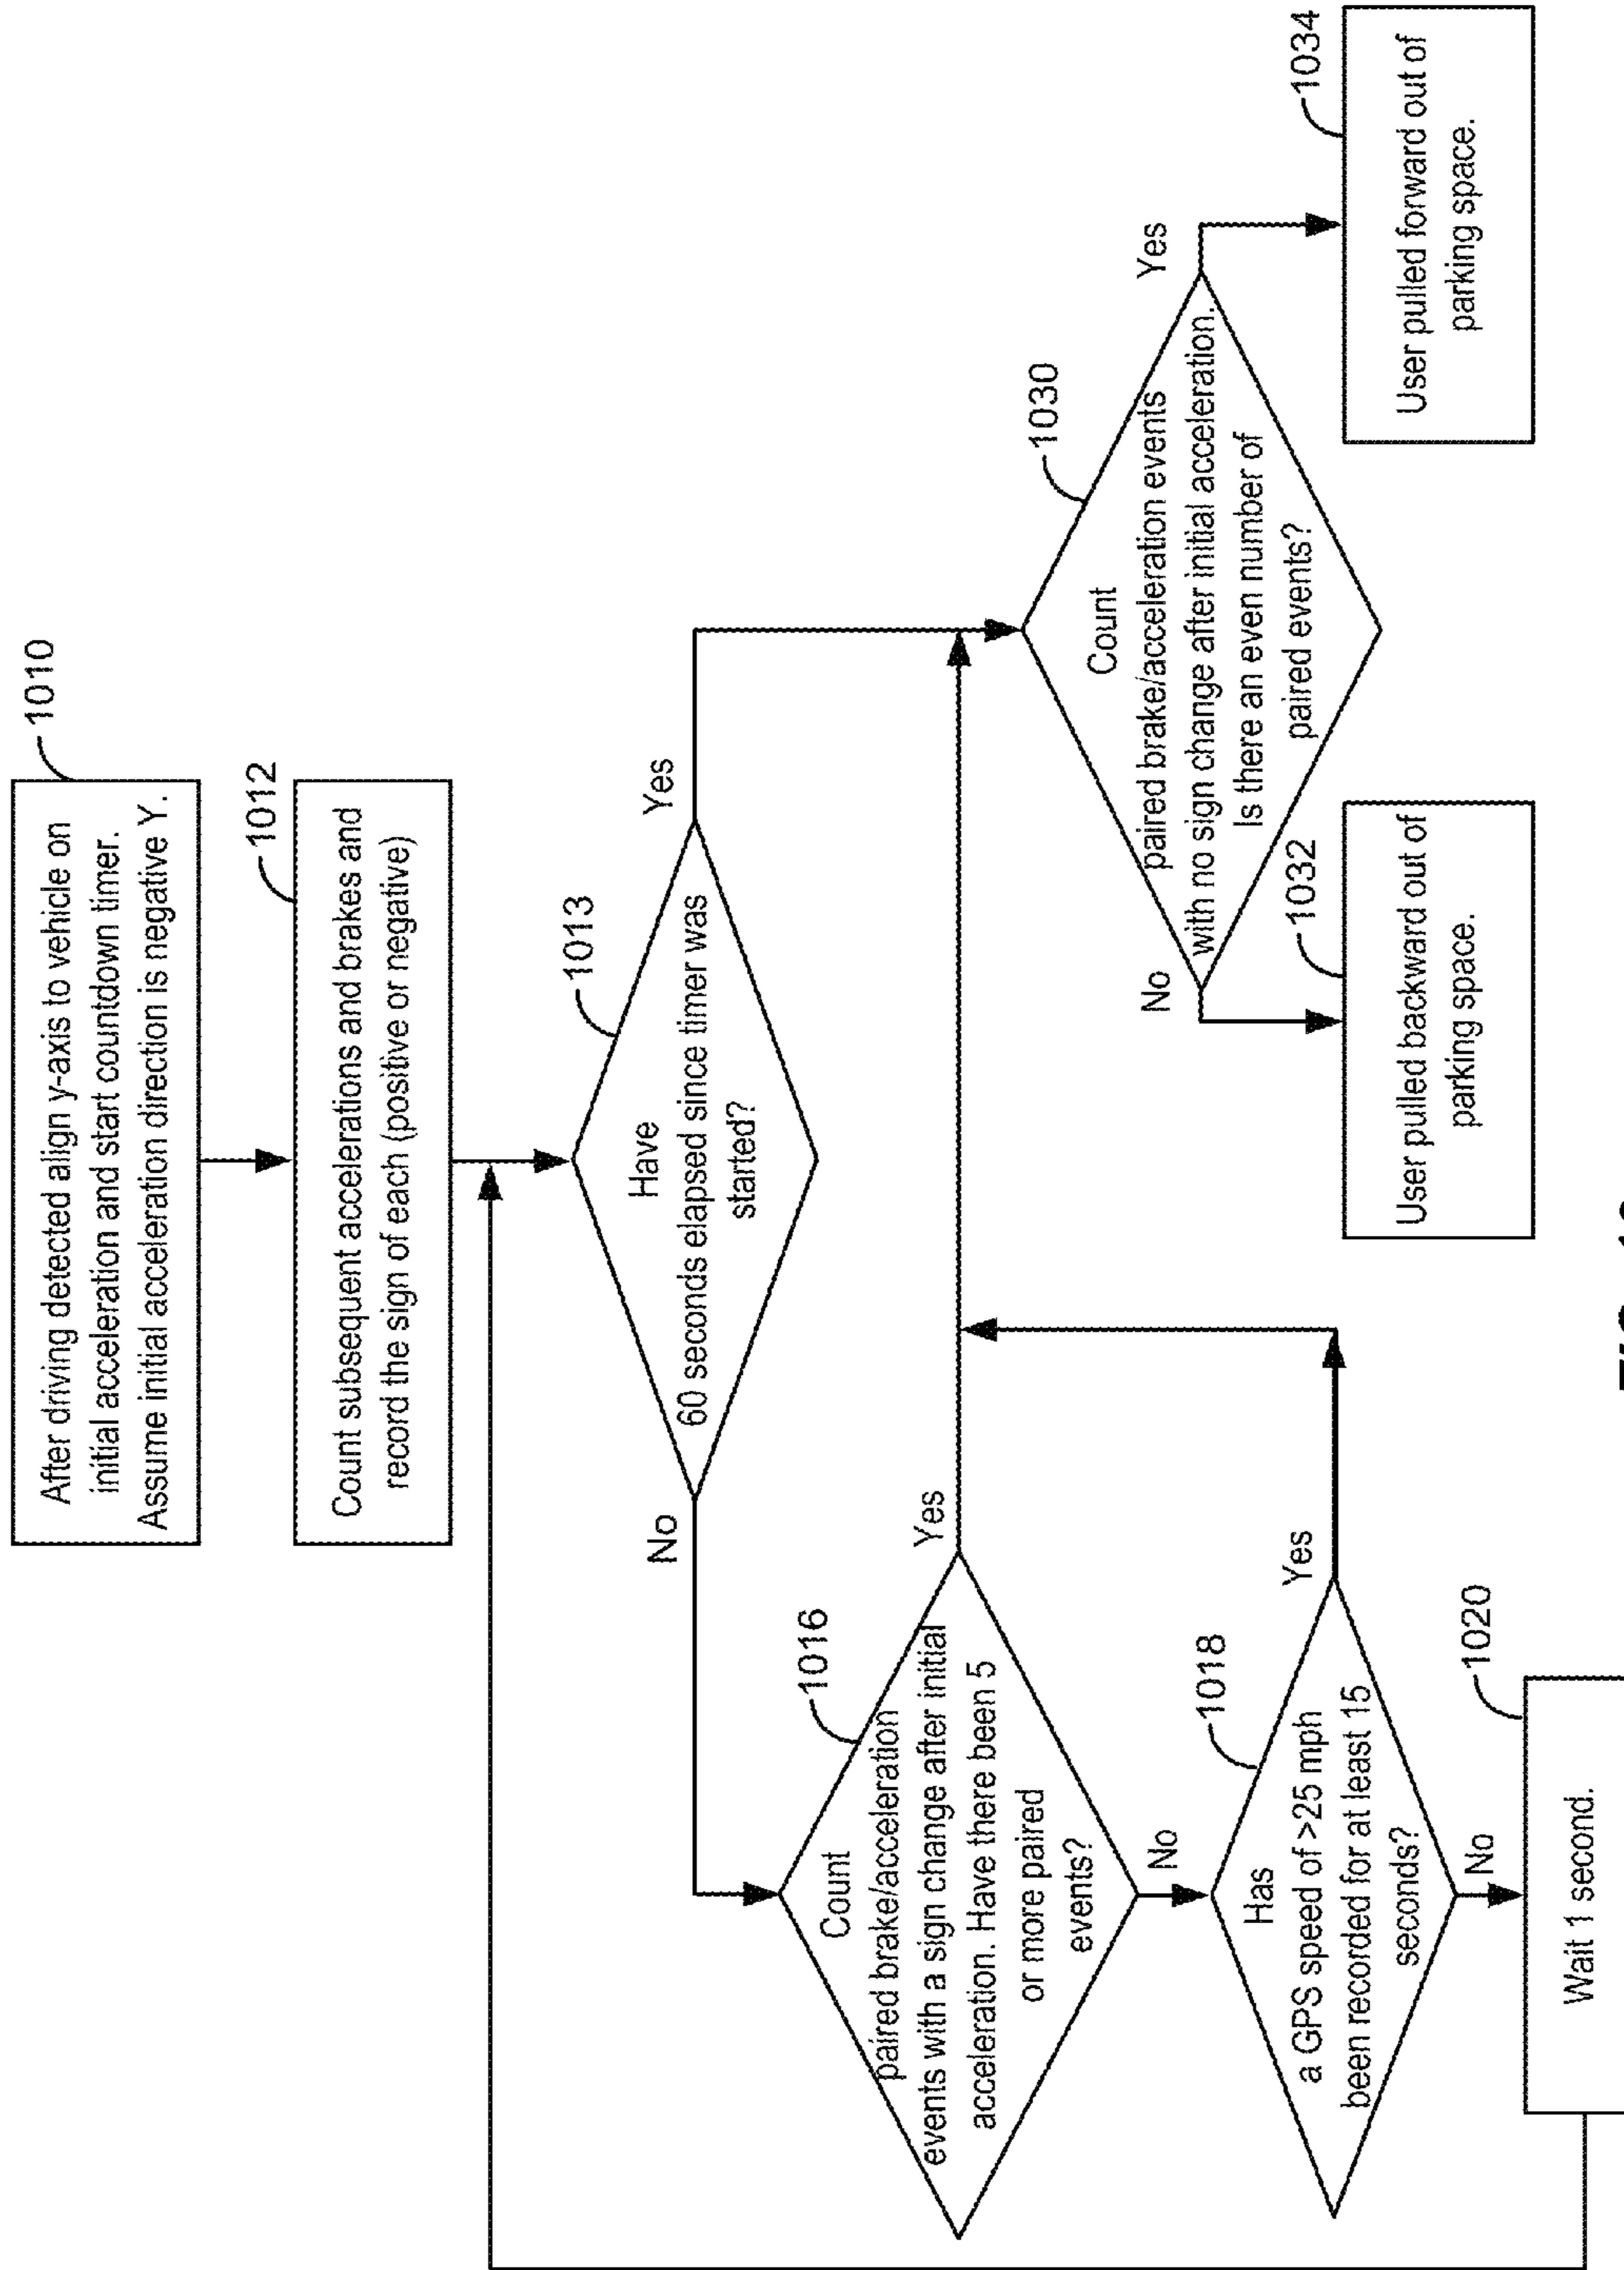 1010
After driving detected align y-axis to vehicle on
initial acceleration and start countdown timer.
Assume initial acceleration direction is negative Y.
1012
Count subsequent accelerations and brakes and
record the sign of each (positive or negative)
1013
Have
60 seconds elapsed since timer was
started?
No
Yes
1016
Count
paired brake/acceleration
events with a sign change after initial
acceleration. Have there been 5
or more paired
events?
Yes
No
1018
Has
a GPS speed of >25 mph
been recorded for at least 15
seconds?
Yes
No
1020
Wait 1 second.
1030
Count
paired brake/acceleration events
with no sign change after initial acceleration.
Is there an even number of
paired events?
No
Yes
1032
User pulled backward out of
parking space.
1034
User pulled forward out of
parking space.